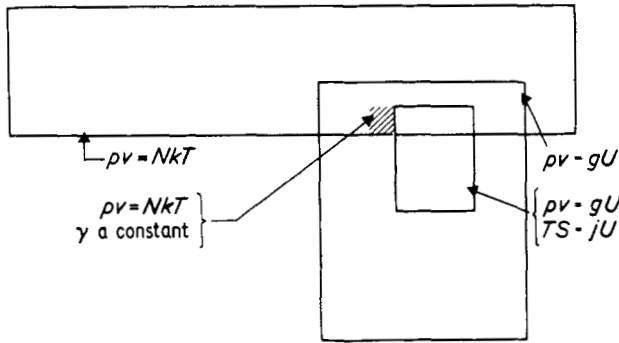 pv = NkT
pv - gU
pv = NkT
γ a constant
pv = gU
TS - jU